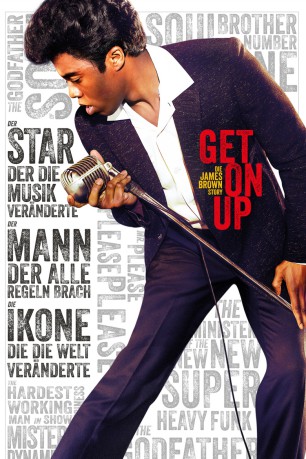 THE GODFATHER
SOUL BROTHER
NUMBER
ONE
DER
STAR
DER DIE
MUSIK
VERÄNDERTE
DER
MANN
DER ALLE
REGELN BRACH
DIE
IKONE
DIE DIE WELT
VERÄNDERTE
GET
ON
UP
DIE
JAMES
BROWN
STORY
PLEASE
PLEASE
PLEASE
THE
HARDEST
WORKING
MAN IN SHOW
BUSINESS
MISTER
DYNAMITE
MINISTER
OF THE
NEW NEW
SUPER
HEAVY FUNK
GODFATHER